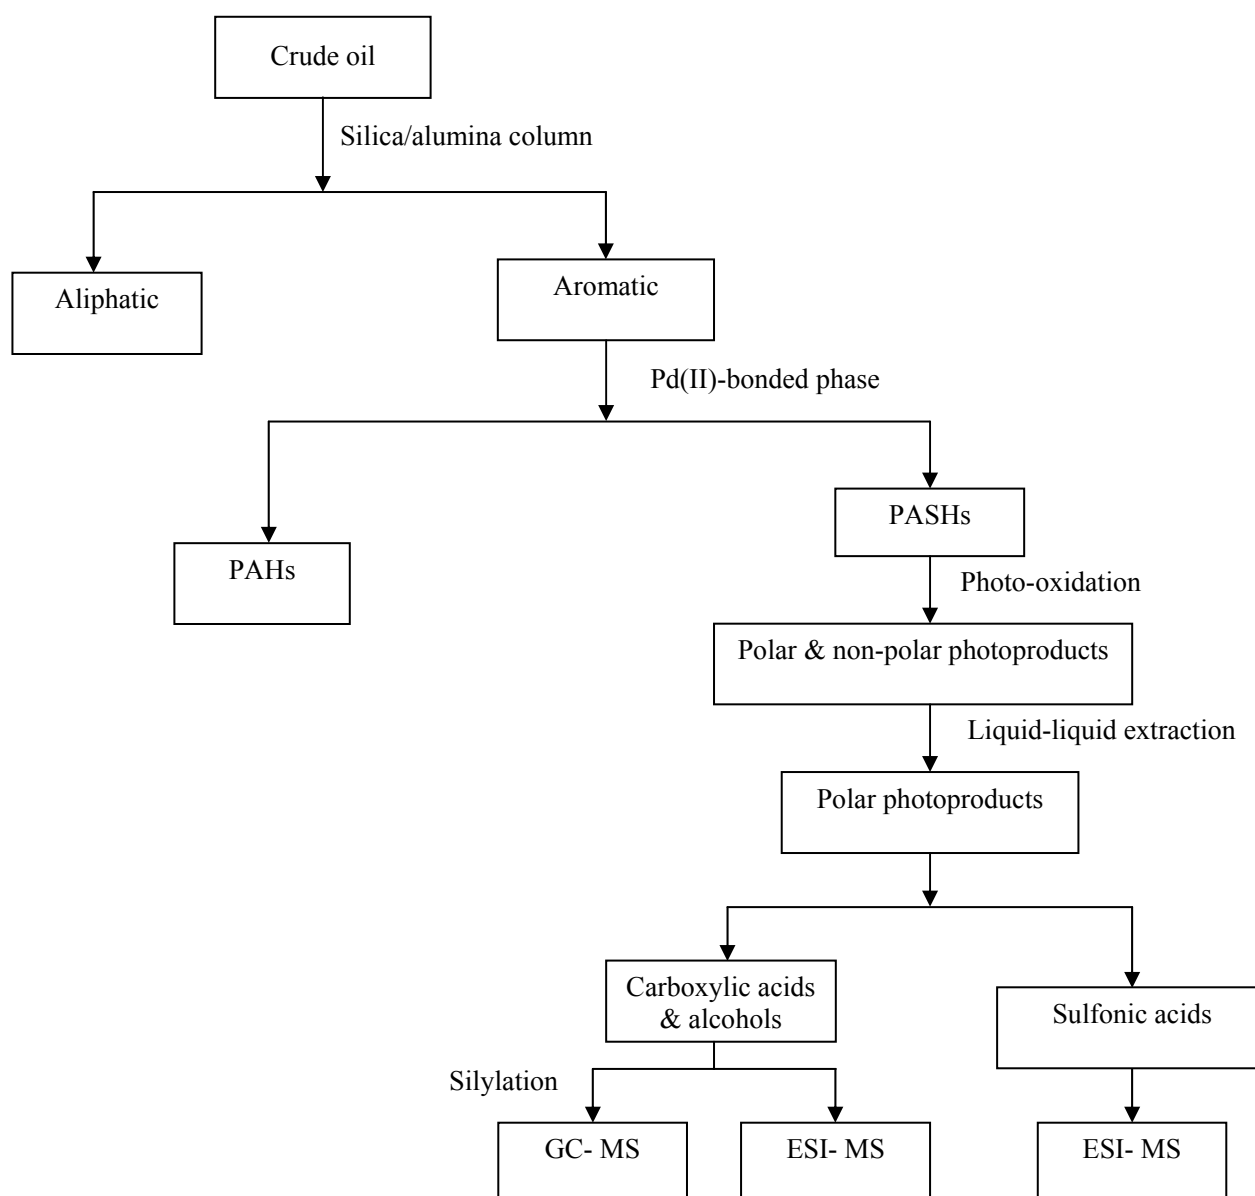 Crude oil
Silica/alumina column
Aliphatic
Aromatic
Pd(II)-bonded phase
PASHs
PAHs
Photo-oxidation
Polar & non-polar photoproducts
Liquid-liquid extraction
Polar photoproducts
Carboxylic acids
& alcohols
Sulfonic acids
Silylation
GC- MS
ESI- MS
ESI- MS